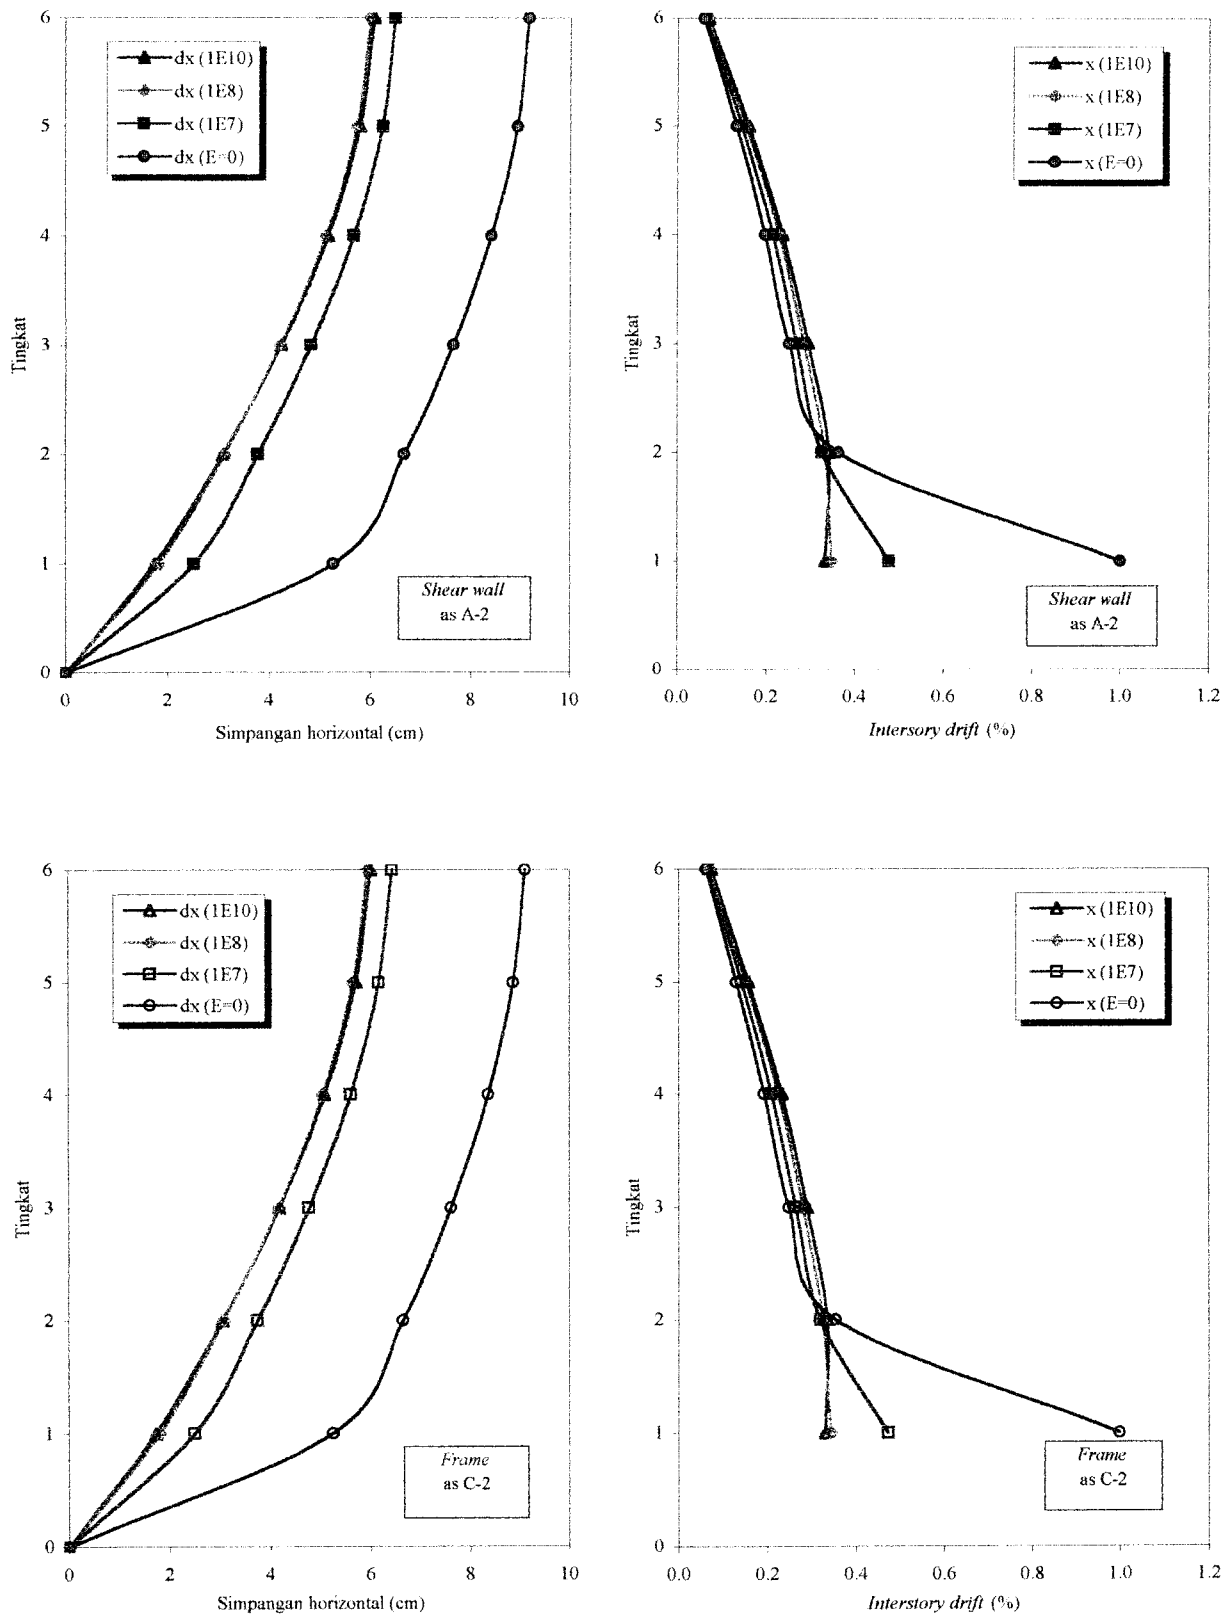 6
5
4
3
2
1
0
Tingkat
dx (1E10)
dx (1E8)
dx (1E7)
dx (E=0)
Shear wall
as A-2
0 2 4 6 8 10
Simpangan horizontal (cm)
6
5
4
3
2
1
0
Tingkat
x (1E10)
x (1E8)
x (1E7)
x (E=0)
Shear wall
as A-2
0.0 0.2 0.4 0.6 0.8 1.0 1.2
Intersory drift (%)
6
5
4
3
2
1
0
Tingkat
dx (1E10)
dx (1E8)
dx (1E7)
dx (E=0)
Frame
as C-2
0 2 4 6 8 10
Simpangan horizontal (cm)
6
5
4
3
2
1
0
Tingkat
x (1E10)
x (1E8)
x (1E7)
x (E=0)
Frame
as C-2
0.0 0.2 0.4 0.6 0.8 1.0 1.2
Interstory drift (%)